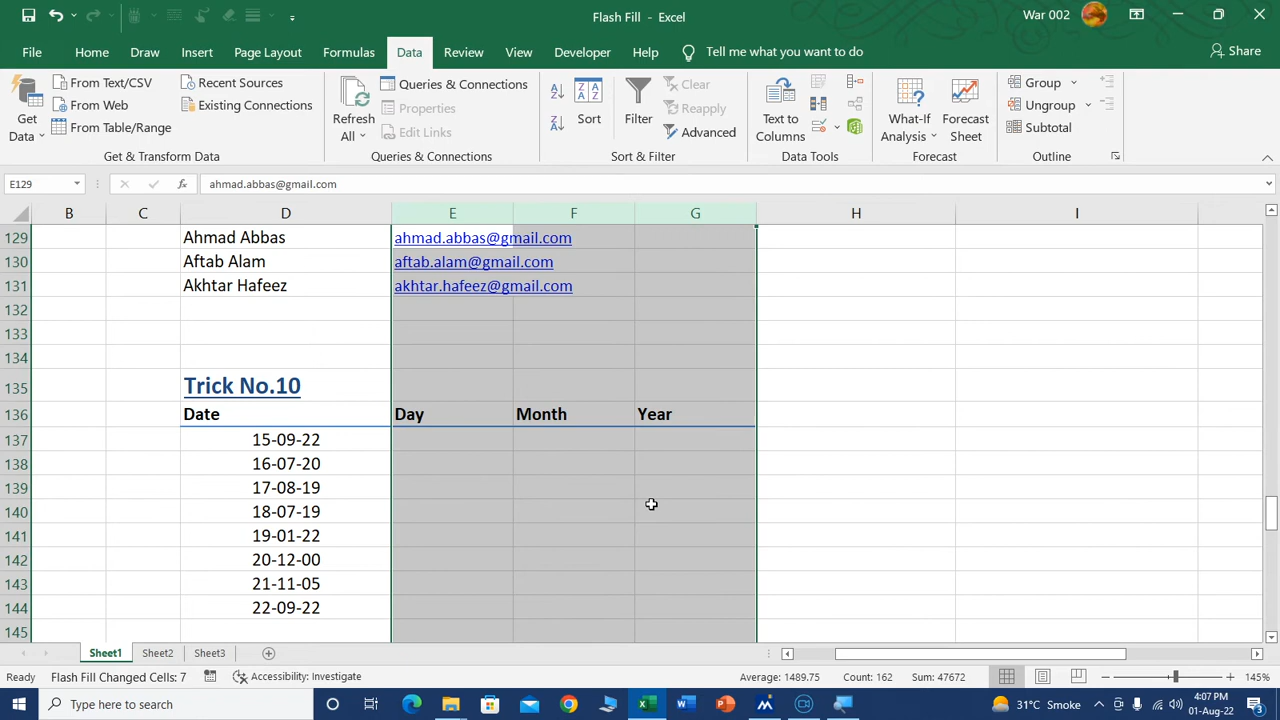 Flash Fill - Excel
War 002
File Home Draw Insert Page Layout Formulas Data Review View Developer Help Tell me what you want to do Share
Get Data
From Text/CSV
From Web
From Table/Range
Recent Sources
Existing Connections
Get & Transform Data
Refresh All
Queries & Connections
Properties
Edit Links
Queries & Connections
Sort
Filter
Clear
Reapply
Advanced
Sort & Filter
Text to Columns
Data Tools
What-If Analysis
Forecast Sheet
Forecast
Group
Ungroup
Subtotal
Outline
E129 fx ahmad.abbas@gmail.com
B C D E F G H I
129 Ahmad Abbas ahmad.abbas@gmail.com
130 Aftab Alam aftab.alam@gmail.com
131 Akhtar Hafeez akhtar.hafeez@gmail.com
132
133
134
135 Trick No.10
136 Date Day Month Year
137 15-09-22
138 16-07-20
139 17-08-19
140 18-07-19
141 19-01-22
142 20-12-00
143 21-11-05
144 22-09-22
145
Sheet1 Sheet2 Sheet3
Ready Flash Fill Changed Cells: 7 Accessibility: Investigate Average: 1489.75 Count: 162 Sum: 47672 145%
Type here to search 31°C Smoke 4:07 PM
01-Aug-22